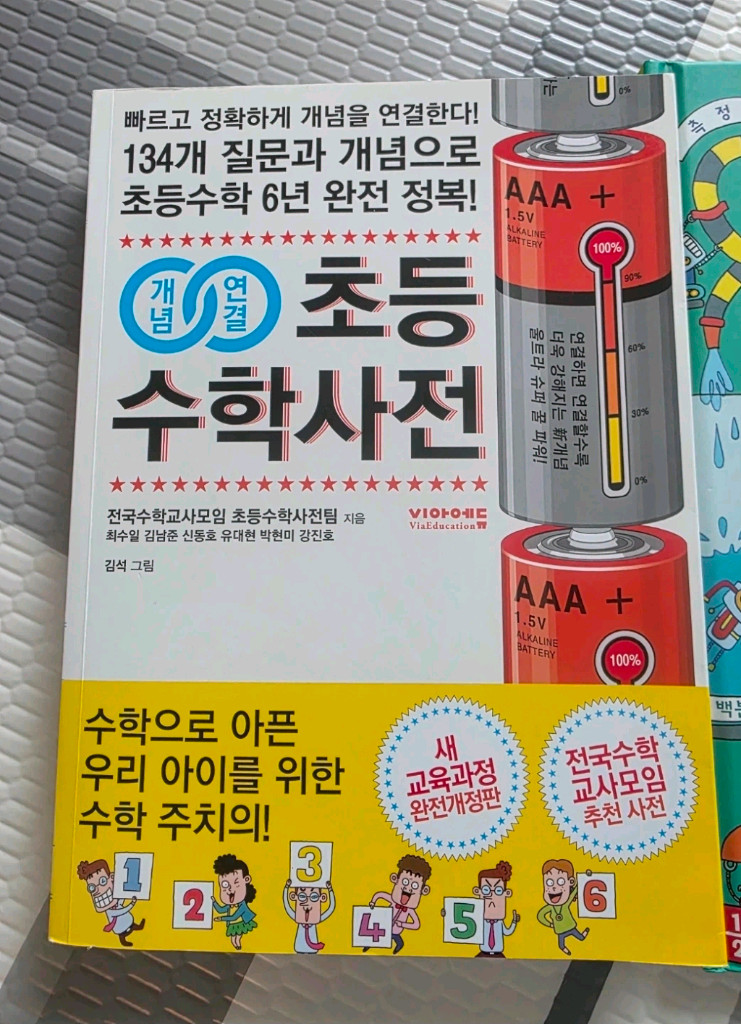 빠르고 정확하게 개념을 연결한다!
134개 질문과 개념으로
초등수학 6년 완전 정복!
개념
연결
초등
수학사전
전국수학교사모임 초등수학사전팀 지음
최수일 김남준 신동호 유대현 박현미 강진호
김석 그림
비아에듀
ViaEducation
0%
AAA +
1.5V
ALKALINE
BATTERY
100%
90%
60%
30%
0%
연결하면 연결할수록
더욱 강해지는 新개념
울트라 슈퍼 꿀 파워!
AAA +
1.5V
ALKALINE
BATTERY
100%
수학으로 아픈
우리 아이를 위한
수학 주치의!
새
교육과정
완전개정판
전국수학
교사모임
추천 사전
1
2
3
4
5
6
측정